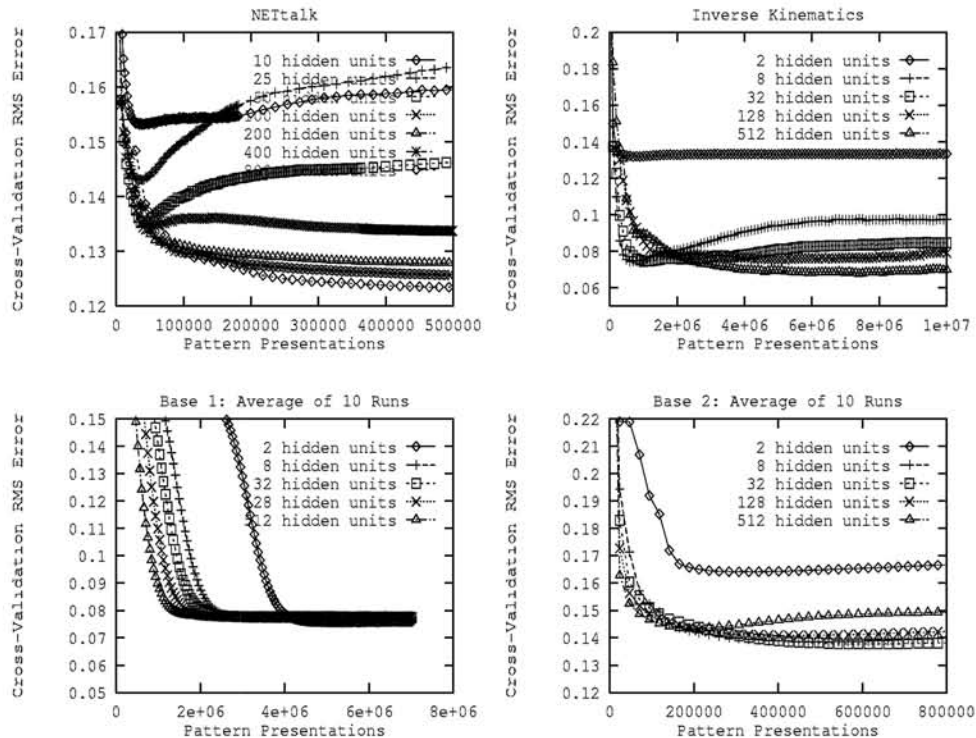 NETtalk
Cross-Validation RMS Error
0.17
0.16
0.15
0.14
0.13
0.12
10 hidden units
25 hidden units
hidden units
hidden units
200 hidden units
400 hidden units
hidden units
0 100000 200000 300000 400000 500000
Pattern Presentations
Inverse Kinematics
Cross-Validation RMS Error
0.2
0.18
0.16
0.14
0.12
0.1
0.08
0.06
2 hidden units
8 hidden units
32 hidden units
128 hidden units
512 hidden units
0 2e+06 4e+06 6e+06 8e+06 1e+07
Pattern Presentations
Base 1: Average of 10 Runs
Cross-Validation RMS Error
0.15
0.14
0.13
0.12
0.11
0.1
0.09
0.08
0.07
0.06
0.05
2 hidden units
8 hidden units
32 hidden units
28 hidden units
12 hidden units
0 2e+06 4e+06 6e+06 8e+06
Pattern Presentations
Base 2: Average of 10 Runs
Cross-Validation RMS Error
0.22
0.21
0.2
0.19
0.18
0.17
0.16
0.15
0.14
0.13
0.12
2 hidden units
8 hidden units
32 hidden units
128 hidden units
512 hidden units
0 200000 400000 600000 800000
Pattern Presentations